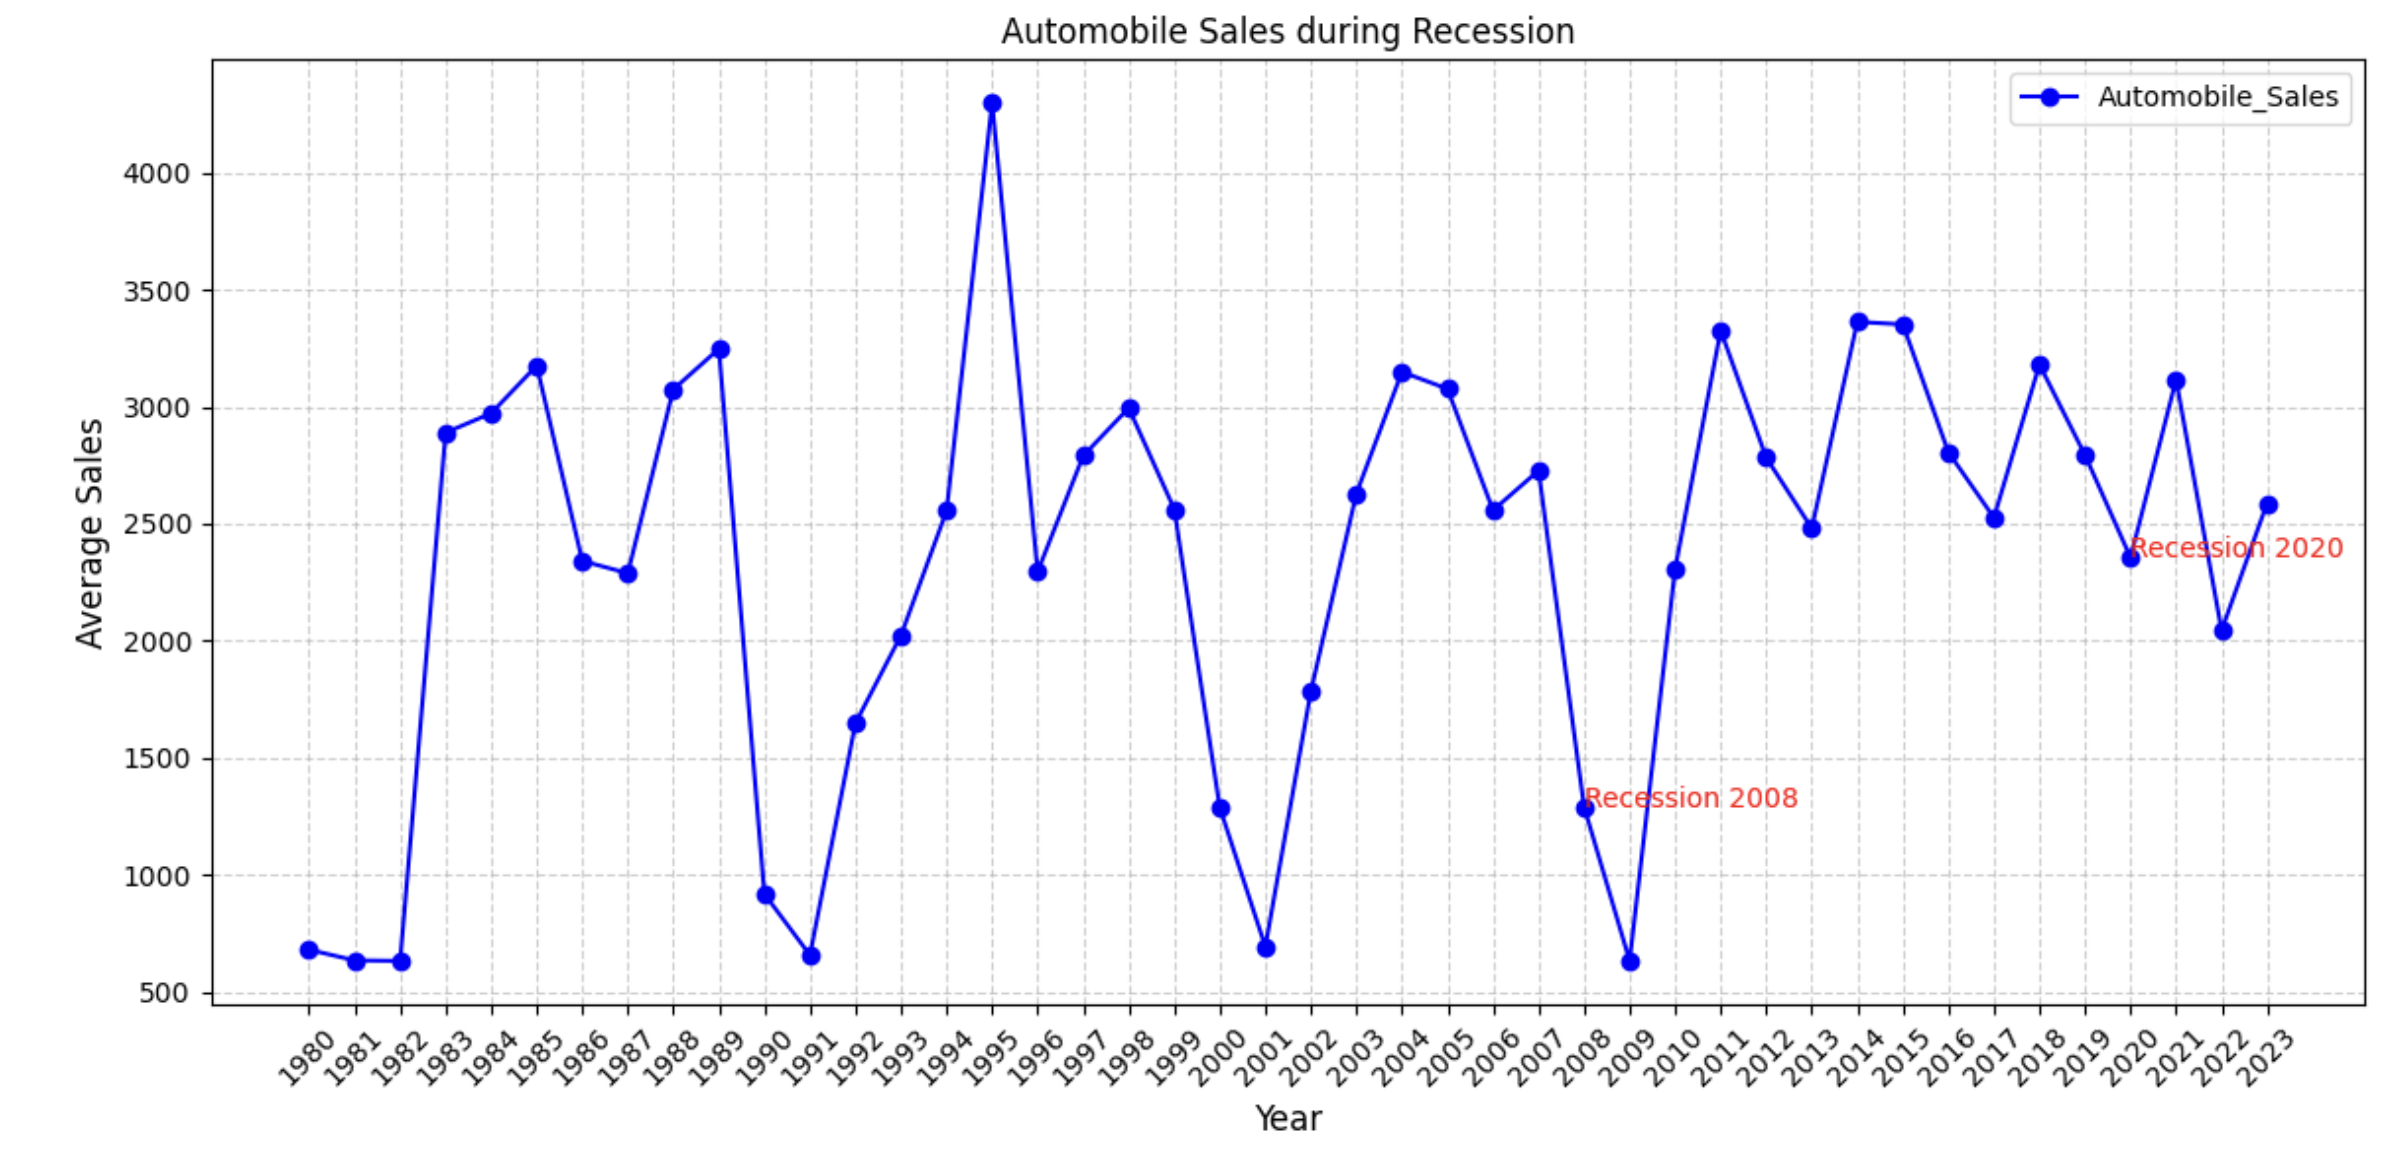 Automobile Sales during Recession
Automobile_Sales
4000
3500
3000
2500
2000
1500
1000
500
Average Sales
Recession 2020
Recession 2008
1980 1981 1982 1983 1984 1985 1986 1987 1988 1989 1990 1991 1992 1993 1994 1995 1996 1997 1998 1999 2000 2001 2002 2003 2004 2005 2006 2007 2008 2009 2010 2011 2012 2013 2014 2015 2016 2017 2018 2019 2020 2021 2022 2023
Year